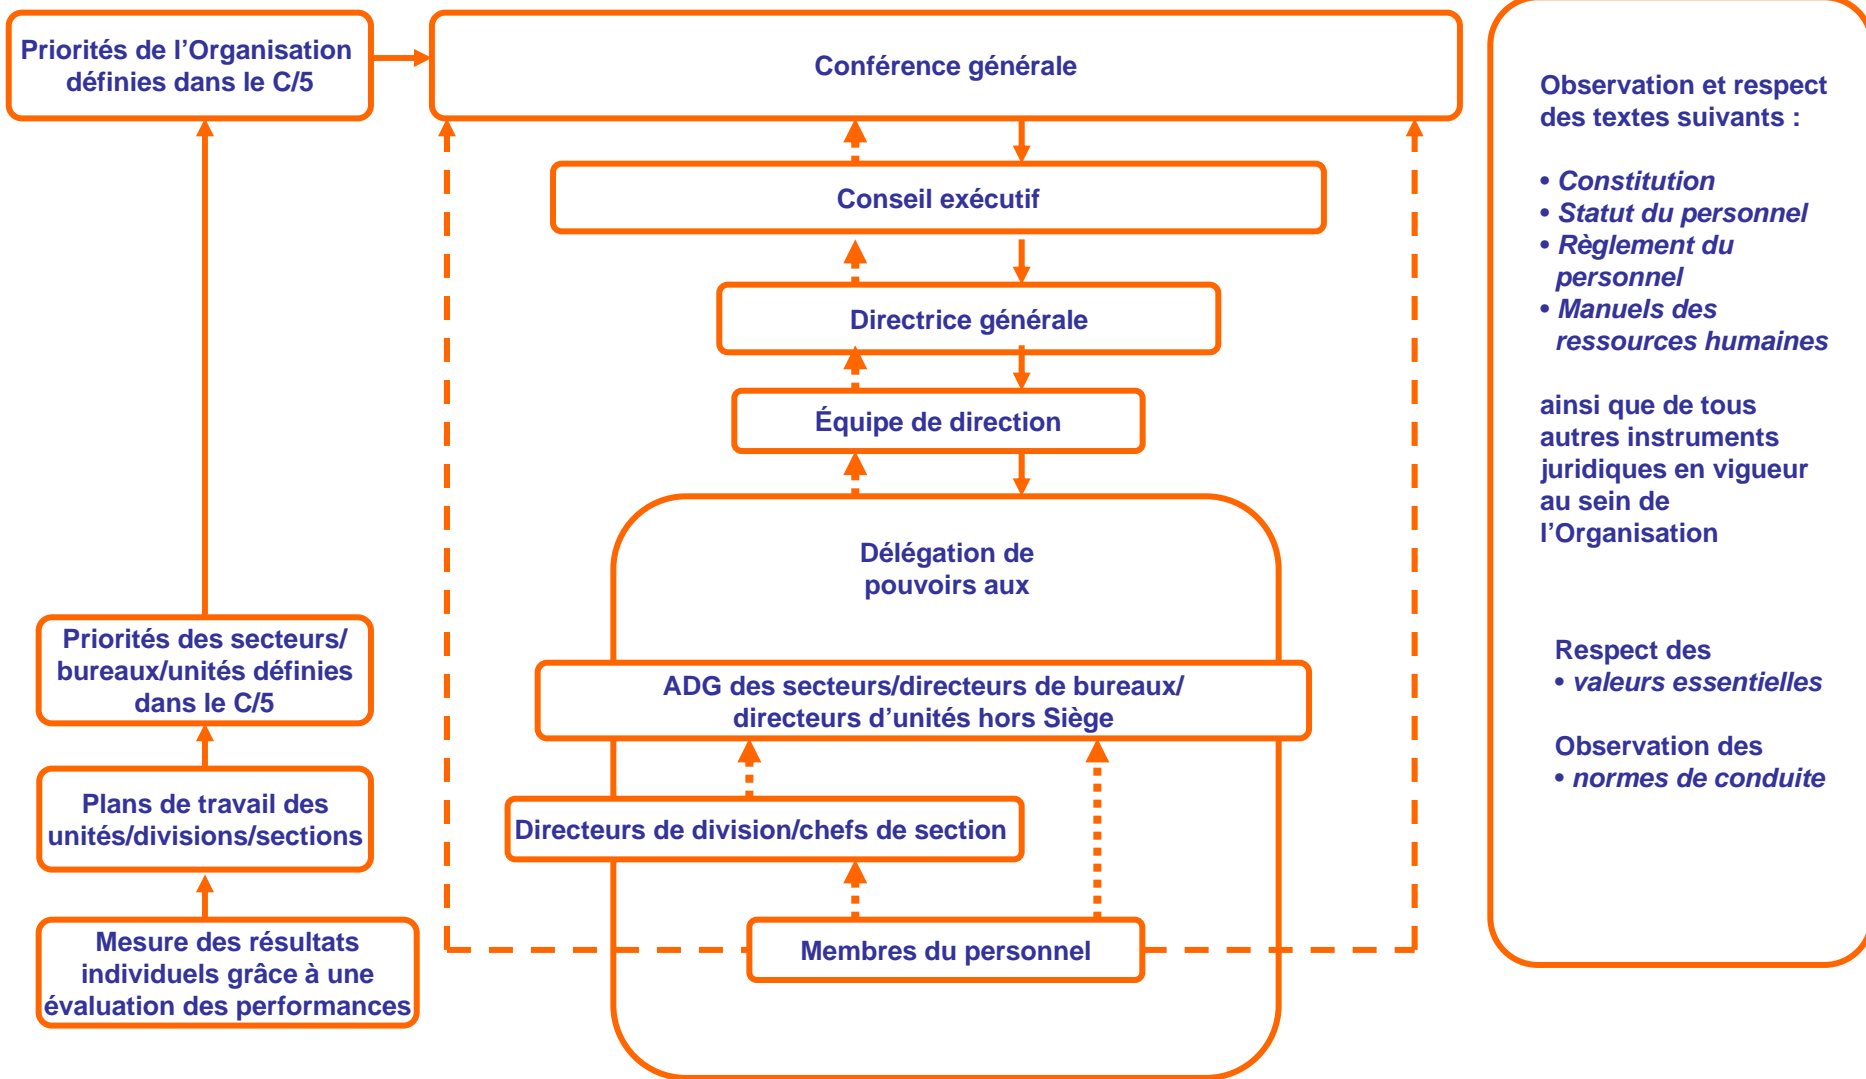 Priorités de l’Organisation
définies dans le C/5
Conférence générale
Conseil exécutif
Directrice générale
Équipe de direction
Délégation de
pouvoirs aux
Priorités des secteurs/
bureaux/unités définies
dans le C/5
ADG des secteurs/directeurs de bureaux/
directeurs d’unités hors Siège
Plans de travail des
unités/divisions/sections
Directeurs de division/chefs de section
Mesure des résultats
individuels grâce à une
évaluation des performances
Membres du personnel
Observation et respect
des textes suivants :
• Constitution
• Statut du personnel
• Règlement du
personnel
• Manuels des
ressources humaines
ainsi que de tous
autres instruments
juridiques en vigueur
au sein de
l’Organisation
Respect des
• valeurs essentielles
Observation des
• normes de conduite